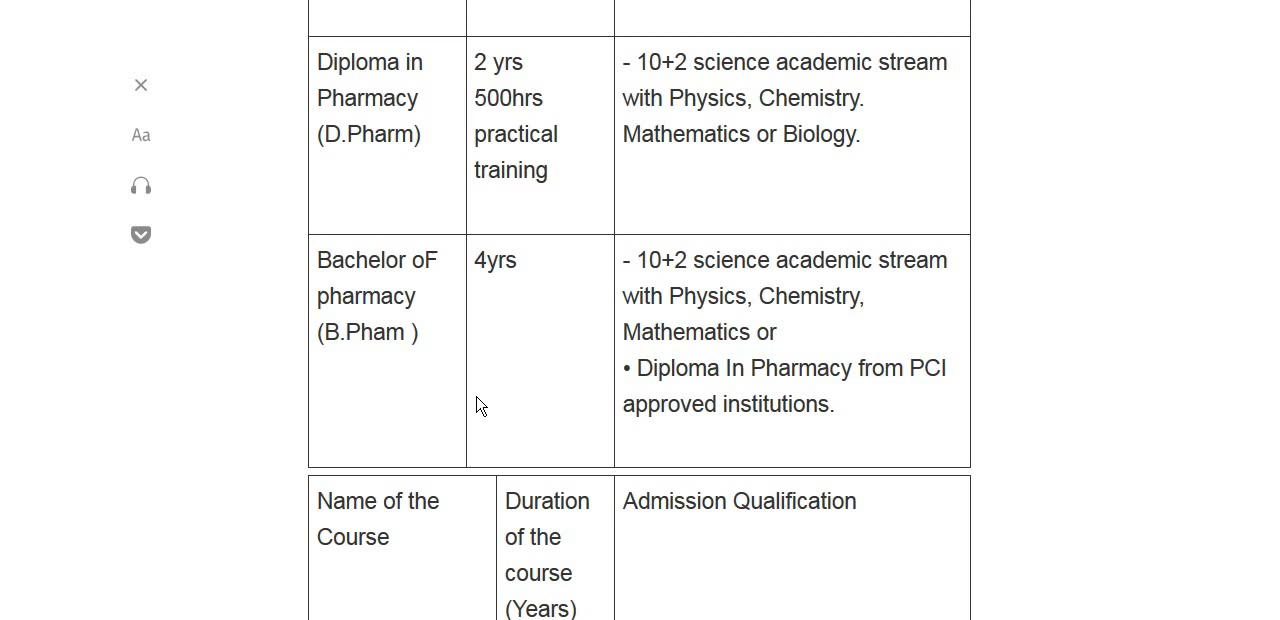 Aa
Diploma in
Pharmacy
(D.Pharm)
2 yrs
500hrs
practical
training
- 10+2 science academic stream
with Physics, Chemistry.
Mathematics or Biology.
Bachelor oF
pharmacy
(B.Pham )
4yrs
- 10+2 science academic stream
with Physics, Chemistry,
Mathematics or
• Diploma In Pharmacy from PCI
approved institutions.
Name of the
Course
Duration
of the
course
(Years)
Admission Qualification